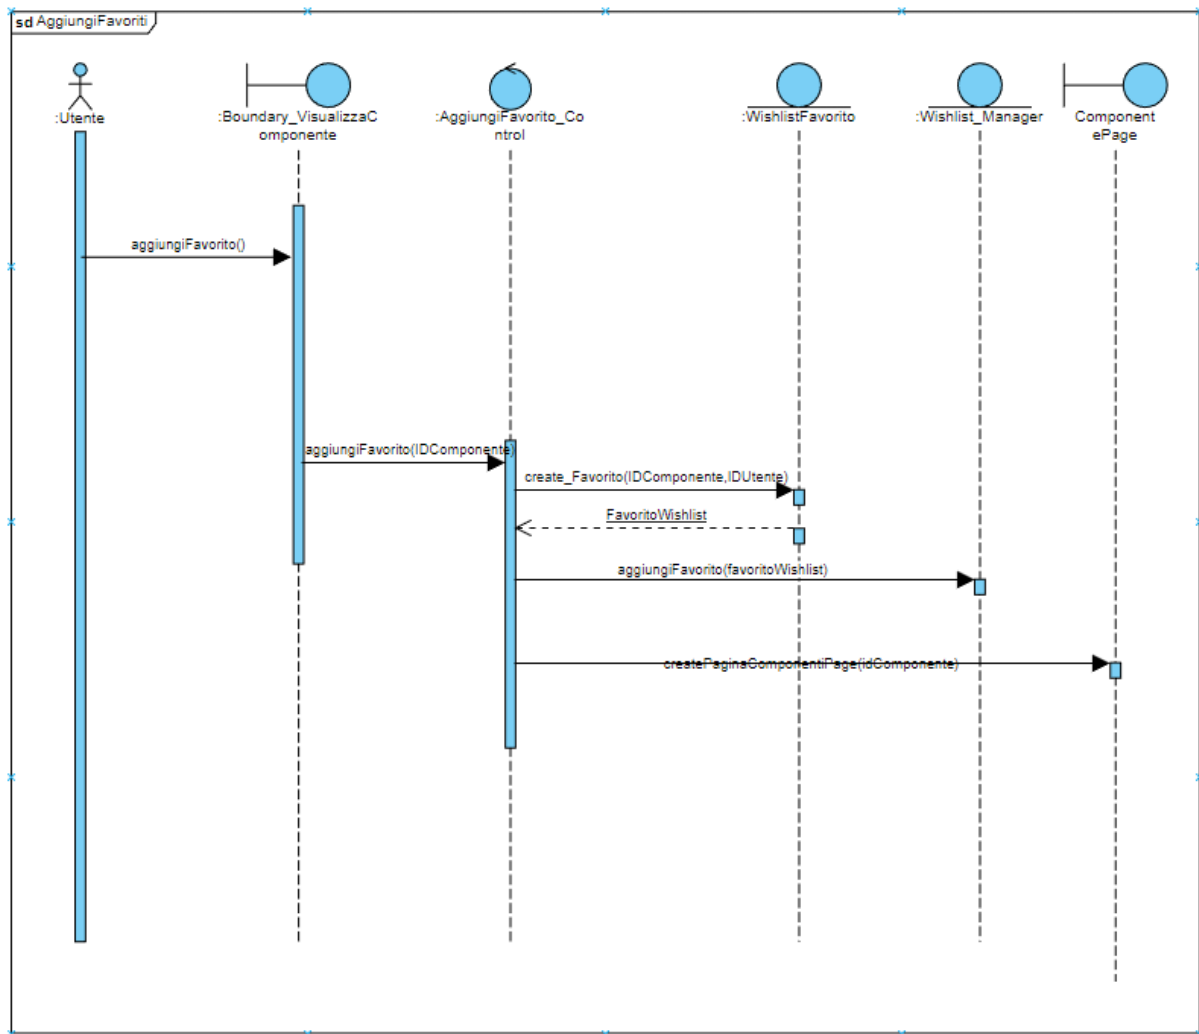 sd AggiungiFavoriti
:Utente
:Boundary_VisualizzaC
omponente
:AggiungiFavorito_Co
ntrol
:WishlistFavorito
:Wishlist_Manager
Component
ePage
aggiungiFavorito()
aggiungiFavorito(IDComponente)
create_Favorito(IDComponente,IDUtente)
FavoritoWishlist
aggiungiFavorito(favoritoWishlist)
createPaginaComponentiPage(idComponente)